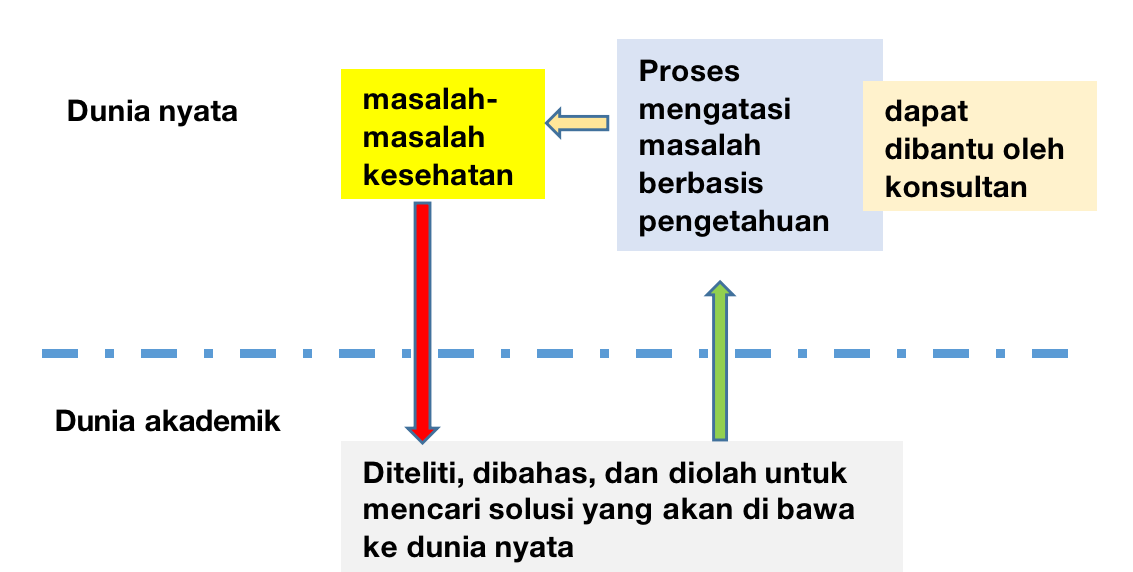 Dunia nyata
masalah-
masalah
kesehatan
Proses
mengatasi
masalah
berbasis
pengetahuan
dapat
dibantu oleh
konsultan
Dunia akademik
Diteliti, dibahas, dan diolah untuk
mencari solusi yang akan di bawa
ke dunia nyata